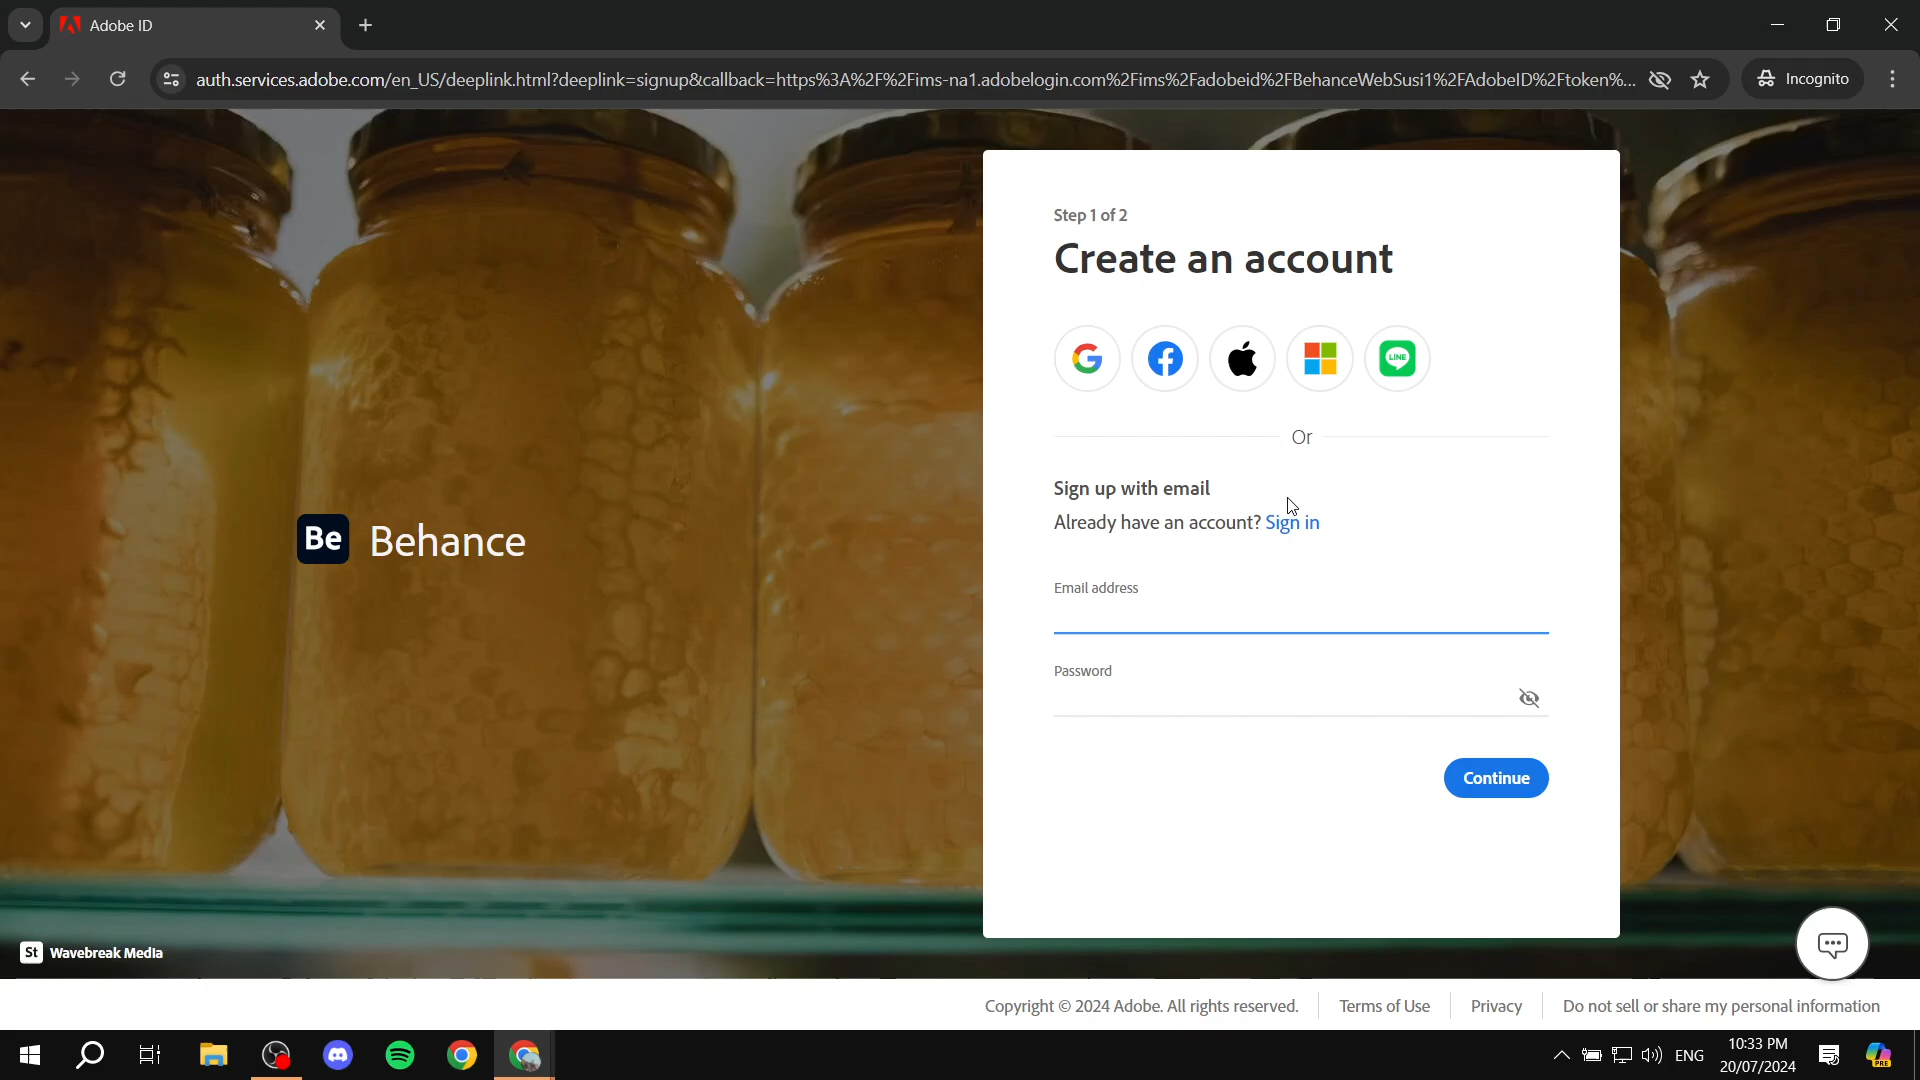 Adobe ID
auth.services.adobe.com/en_US/deeplink.html?deeplink=signup&callback=https%3A%2F%2Fims-na1.adobelogin.com%2Fims%2Fadobeid%2FBehanceWebSusi1%2FAdobeID%2Ftoken%...
Incognito
Step 1 of 2
Create an account
LINE
Or
Sign up with email
Already have an account? Sign in
Be Behance
Email address
Password
Continue
St Wavebreak Media
Copyright © 2024 Adobe. All rights reserved. Terms of Use Privacy Do not sell or share my personal information
ENG
10:33 PM
20/07/2024
PRE